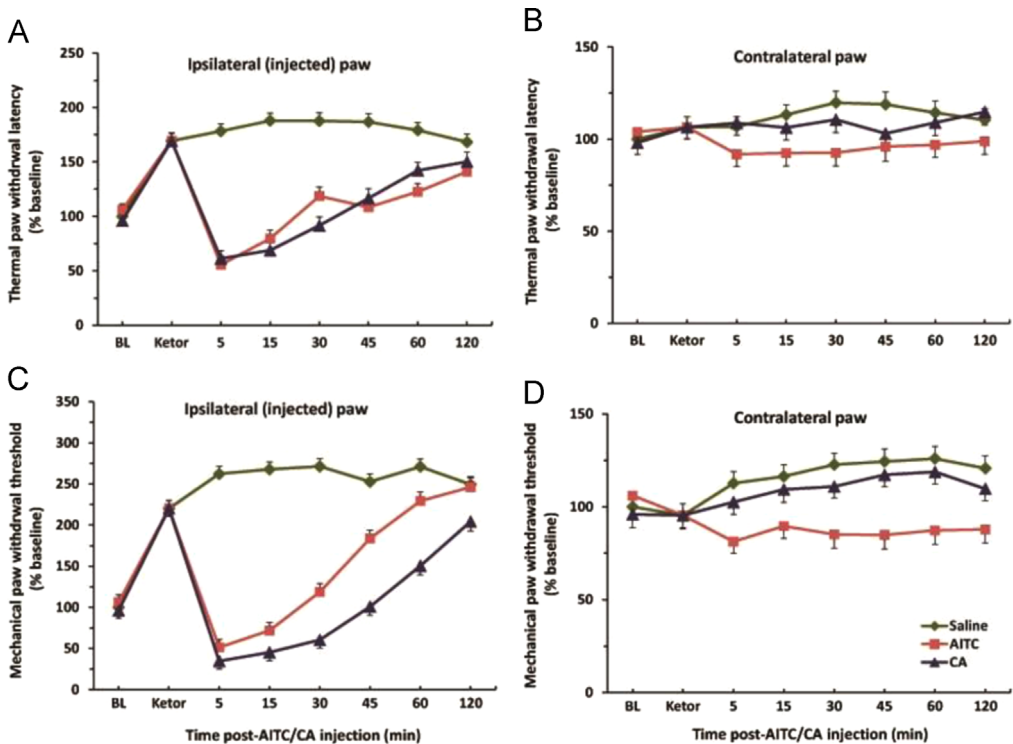 A
Ipsilateral (injected) paw
Thermal paw withdrwal latency
(% baseline)
250
200
150
100
50
0
BL Ketor 5 15 30 45 60 120
B
Contralateral paw
Thermal paw withdrawal latency
(% baseline)
150
100
50
0
BL Ketor 5 15 30 45 60 120
C
Ipsilateral (injected) paw
Mechanical paw withdrwal threshold
(% baseline)
350
300
250
200
150
100
50
0
BL Ketor 5 15 30 45 60 120
Time post-AITC/CA injection (min)
D
Contralateral paw
Mechanical paw withdrawal threshold
(% baseline)
150
100
50
0
Saline
AITC
CA
BL Ketor 5 15 30 45 60 120
Time post-AITC/CA injection (min)